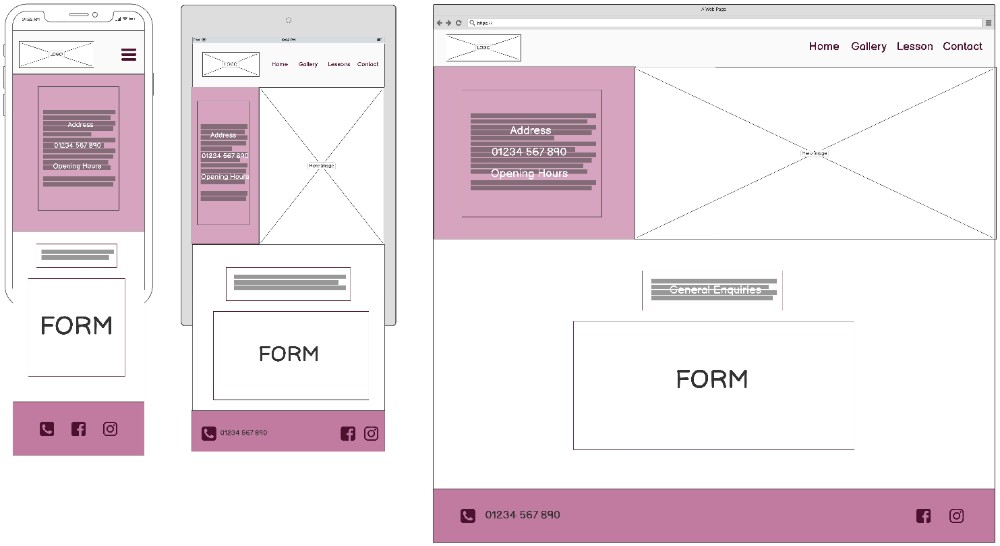 LOGO
Address
01234 567 890
Opening Hours
FORM
LOGO
Home Gallery Lessons Contact
Address
01234 567 890
Opening Hours
Hero Image
FORM
01234 567 890
A Web Page
https://
LOGO
Home Gallery Lesson Contact
Address
01234 567 890
Opening Hours
Hero Image
General Enquiries
FORM
01234 567 890